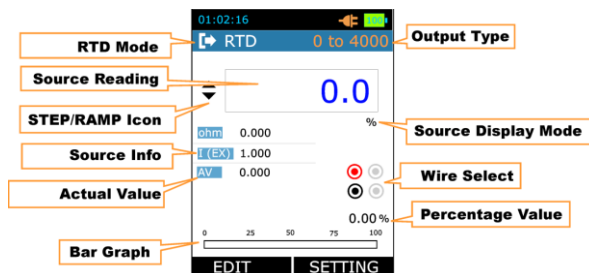 01:02:16 100
RTD Mode
RTD 0 to 4000
Output Type
Source Reading
0.0
STEP/RAMP Icon
%
Source Display Mode
ohm 0.000
Source Info
I (EX) 1.000
AV 0.000
Wire Select
Actual Value
0.00 %
Percentage Value
0 25 50 75 100
Bar Graph
EDIT SETTING